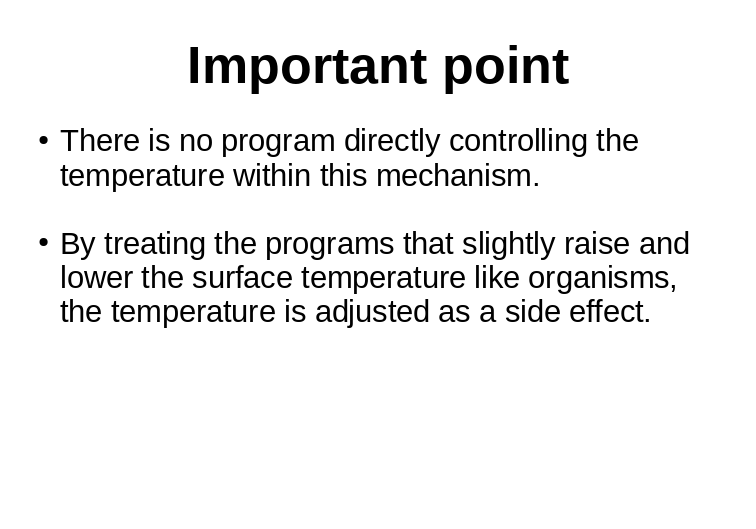 Important point
• There is no program directly controlling the
temperature within this mechanism.
• By treating the programs that slightly raise and
lower the surface temperature like organisms,
the temperature is adjusted as a side effect.